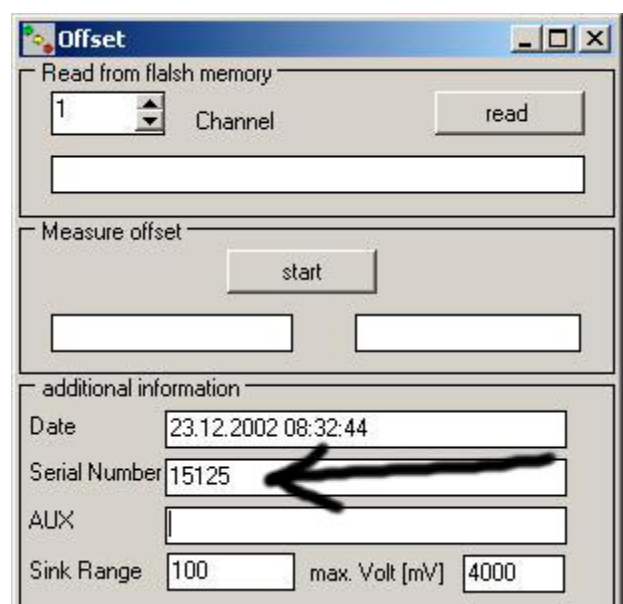 Offset
Read from flalsh memory
1 Channel read
Measure offset
start
additional information
Date 23.12.2002 08:32:44
Serial Number 15125
AUX
Sink Range 100 max. Volt [mV] 4000